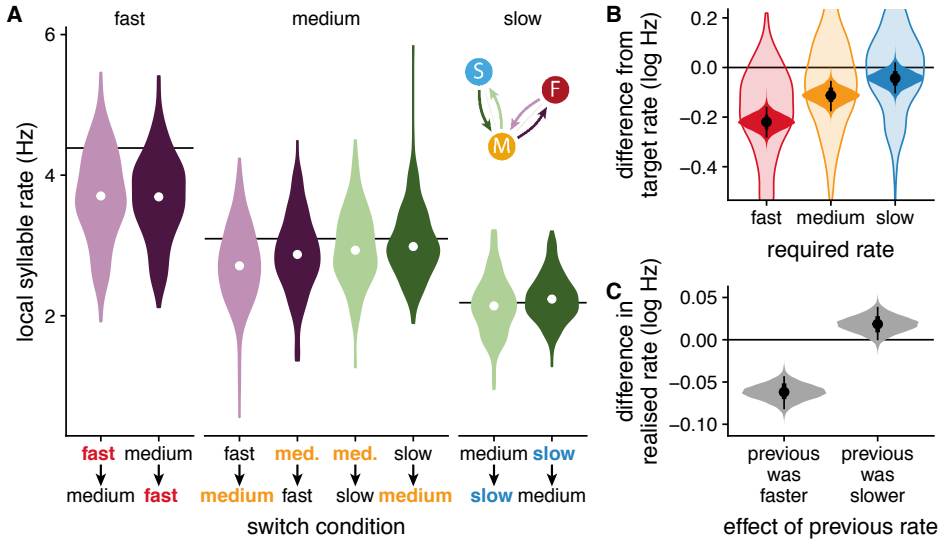 A
fast
medium
slow
6
4
2
local syllable rate (Hz)
S
F
M
fast
medium
fast
med.
med.
slow
medium
slow
medium
fast
medium
fast
slow
medium
slow
medium
switch condition
B
difference from
target rate (log Hz)
0.2
0.0
−0.2
−0.4
fast
medium
slow
required rate
C
difference in
realised rate (log Hz)
0.05
0.00
−0.05
−0.10
previous
was
faster
previous
was
slower
effect of previous rate